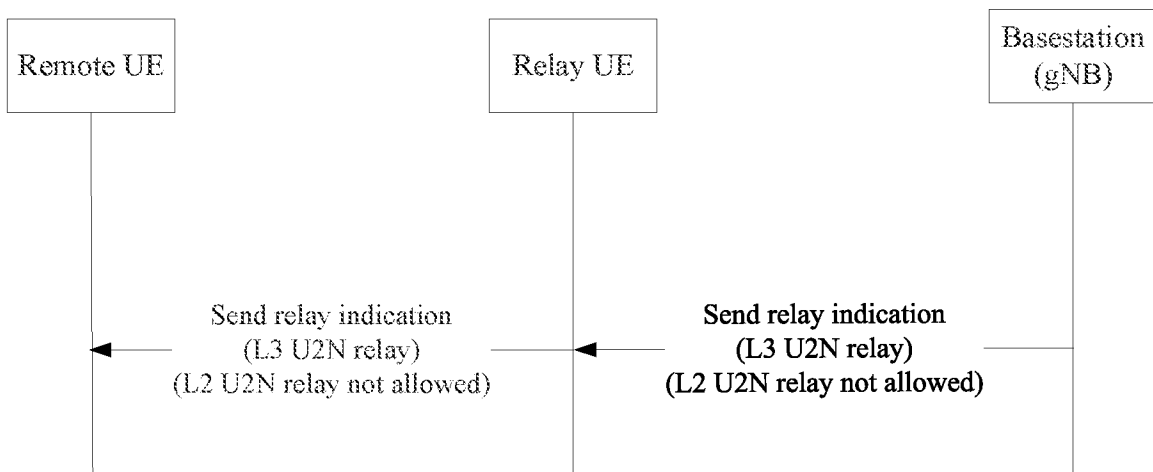 Remote UE
Relay UE
Basestation
(gNB)
Send relay indication
(L3 U2N relay)
(L2 U2N relay not allowed)
Send relay indication
(L3 U2N relay)
(L2 U2N relay not allowed)